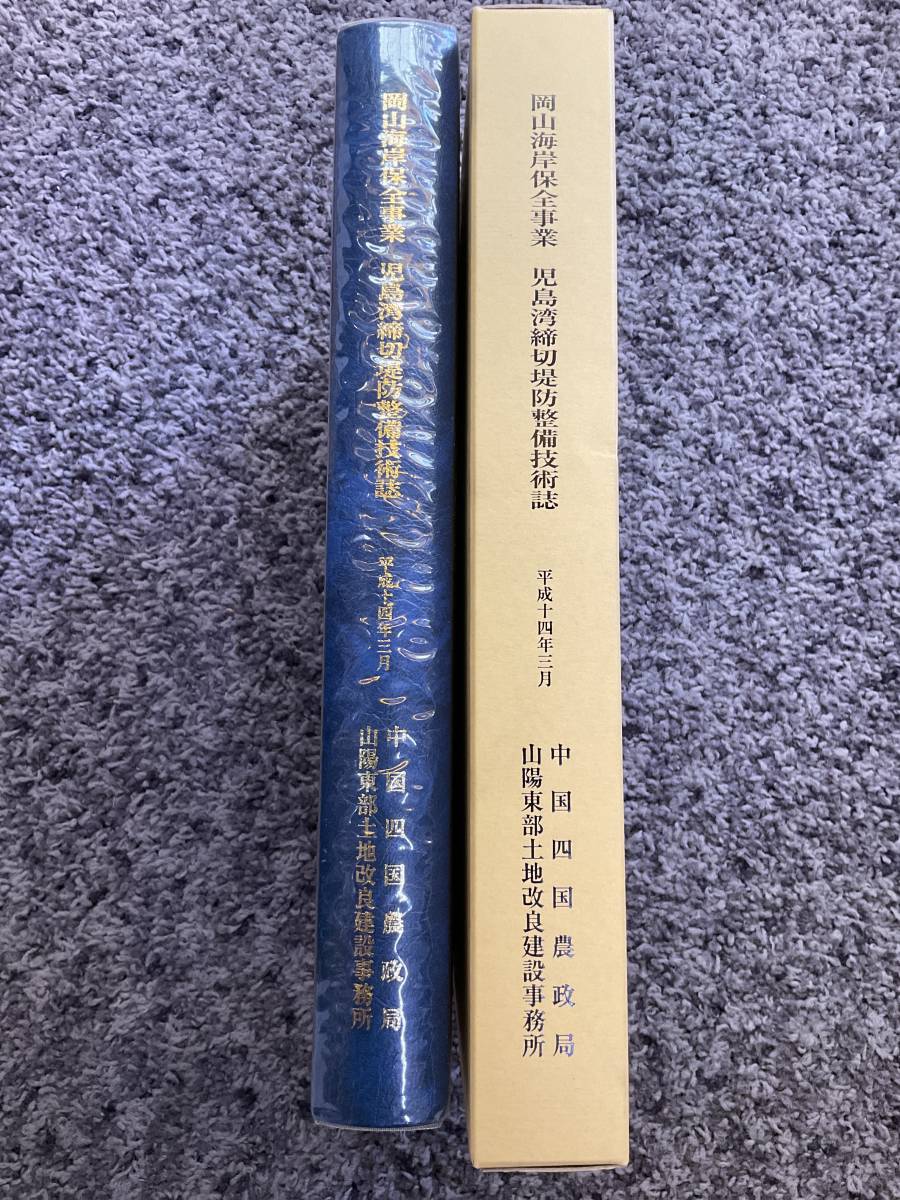 岡山海岸保全事業 児島湾締切堤防整備技術誌
平成十四年三月
中国四国農政局
山陽東部土地改良建設事務所
岡山海岸保全事業 児島湾締切堤防整備技術誌
平成十四年三月
中国四国農政局
山陽東部土地改良建設事務所